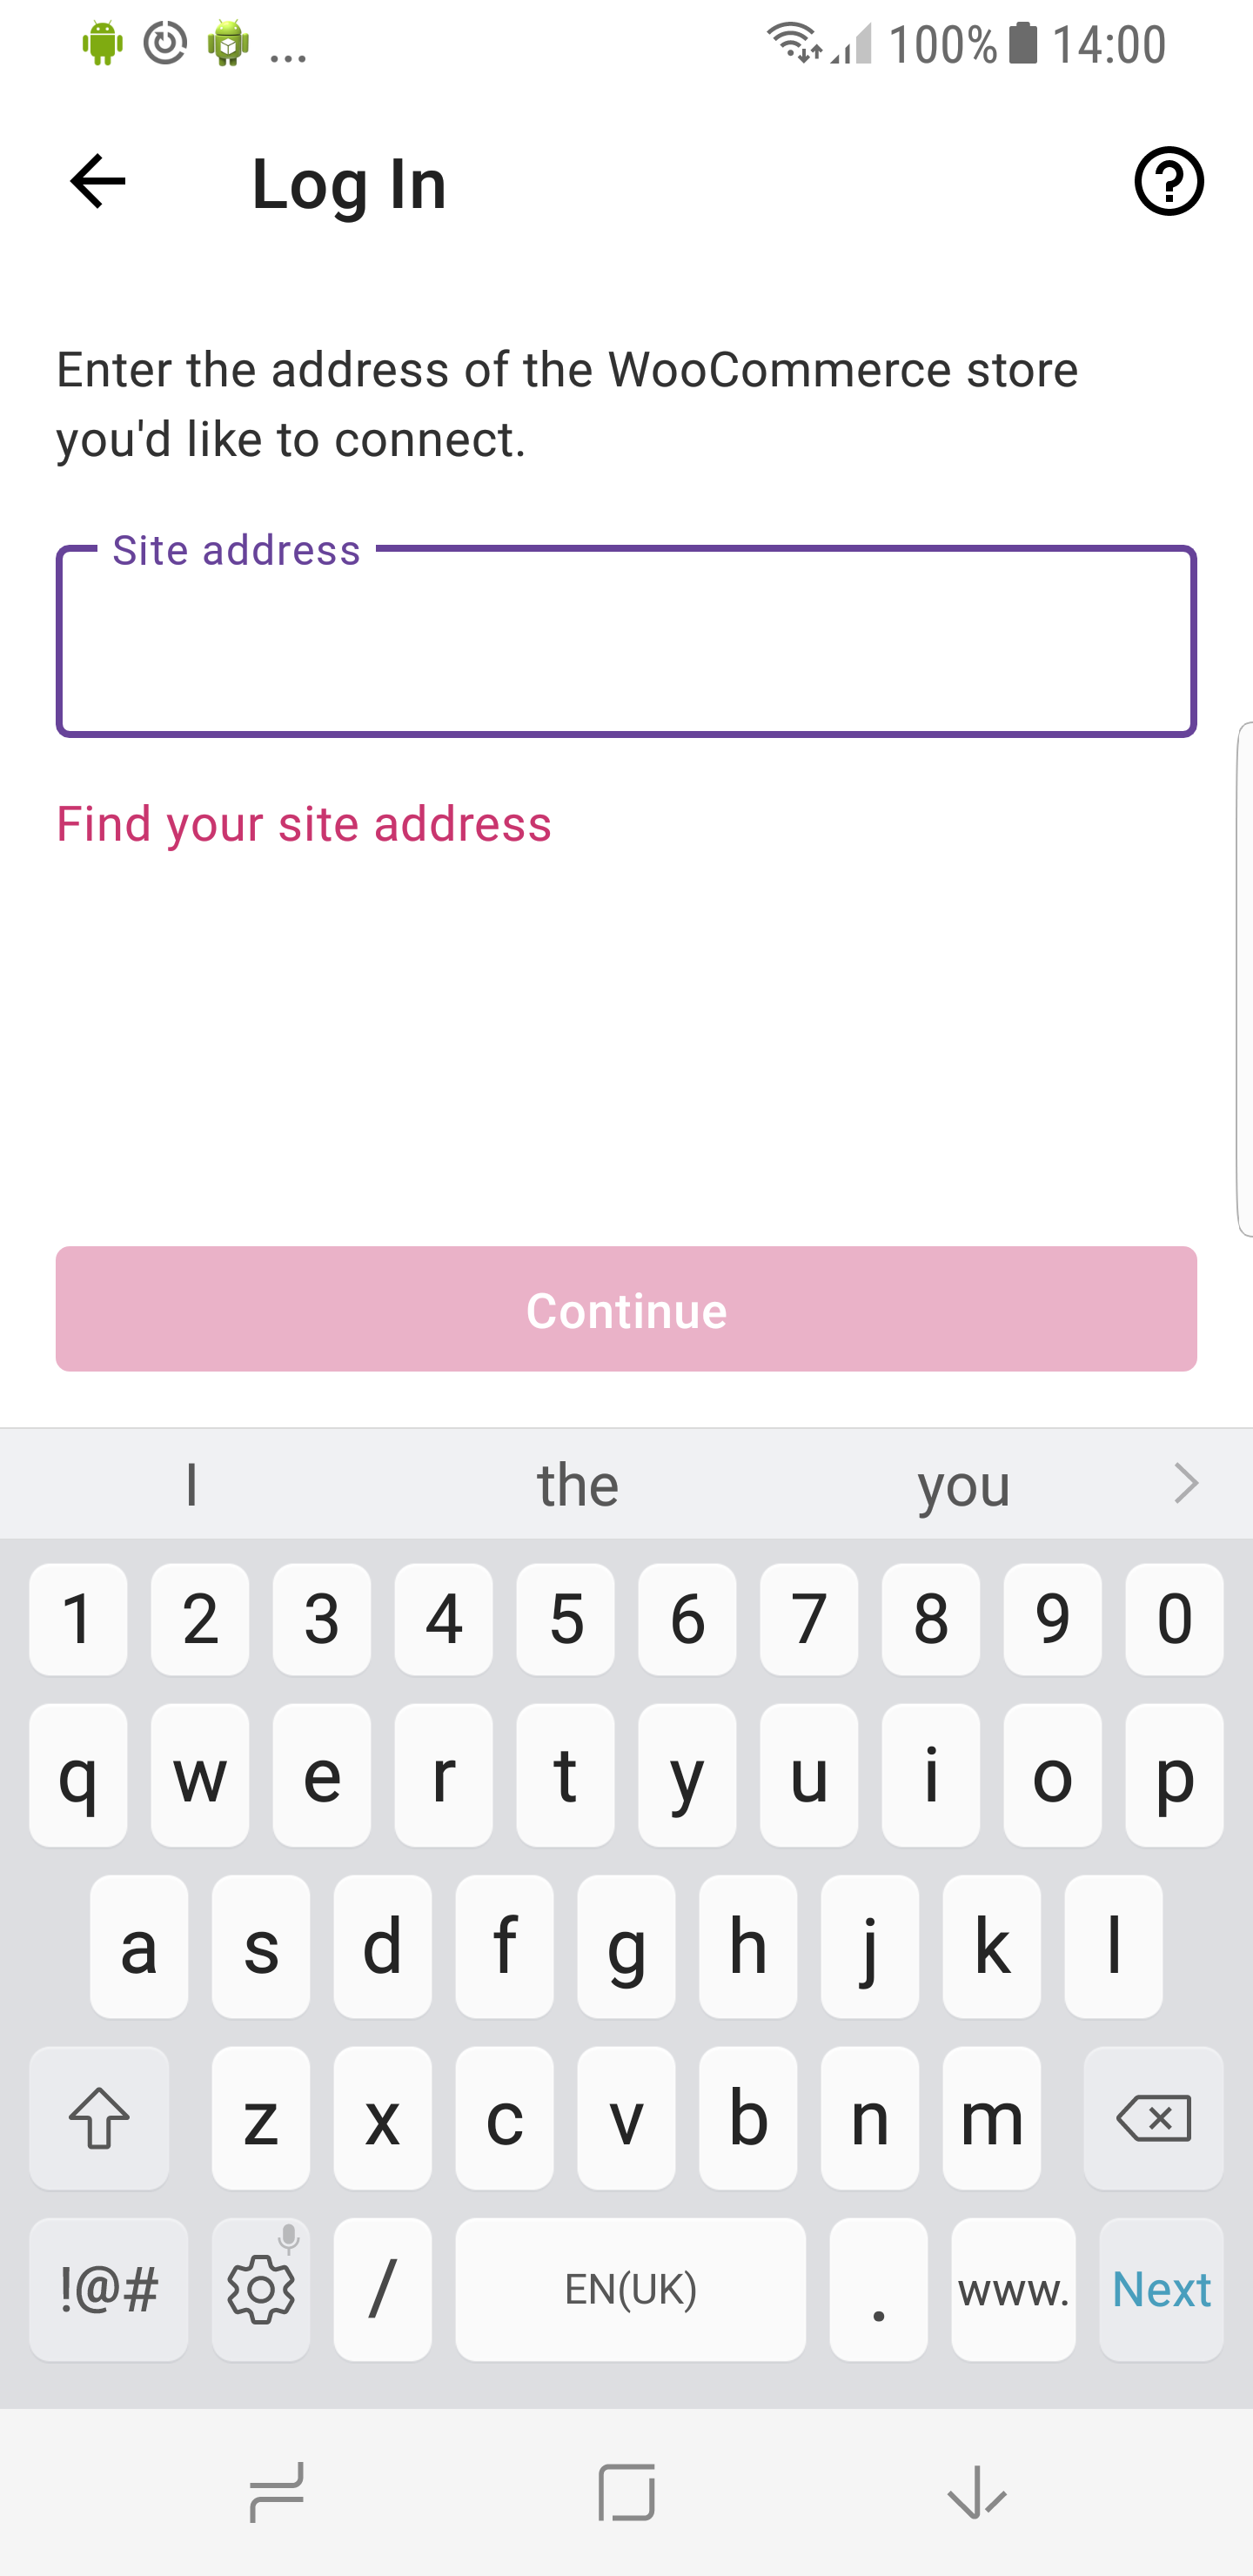 ... 100% 14:00
Log In
Enter the address of the WooCommerce store
you'd like to connect.
Site address
Find your site address
Continue
I the you
1 2 3 4 5 6 7 8 9 0
q w e r t y u i o p
a s d f g h j k l
z x c v b n m
!@# / EN(UK) . www. Next